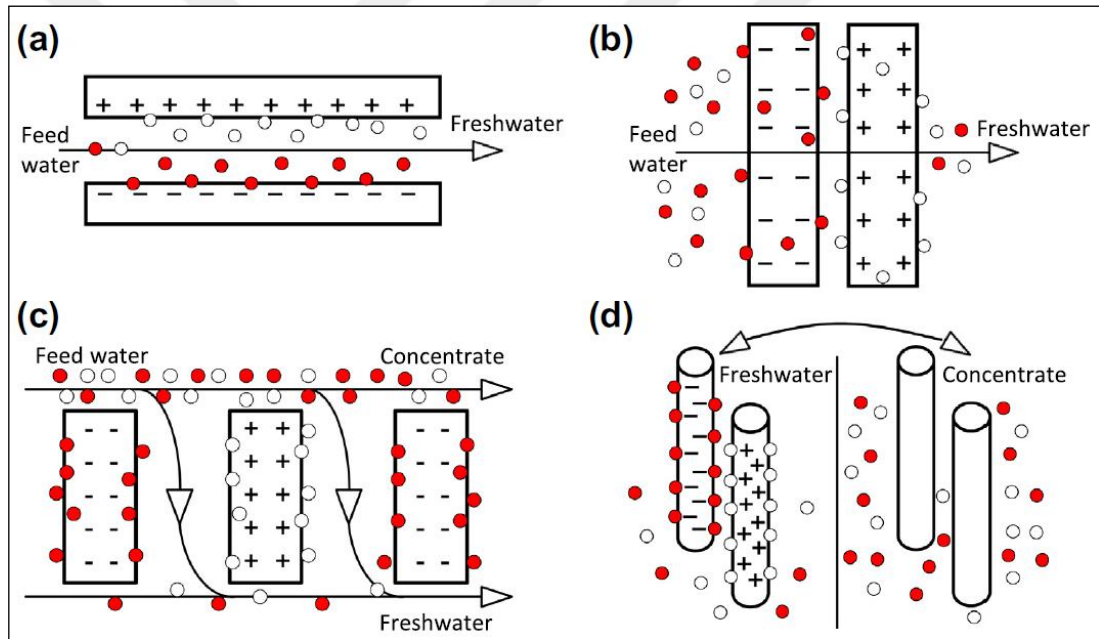 (a)
+ + + + + + + + + +
Feed
water
Freshwater
− − − − − − − − − −
(b)
− −
− −
− −
− −
− −
− −
+ +
+ +
+ +
+ +
+ +
+ +
Feed
water
Freshwater
(c)
Feed water
Concentrate
- -
- -
- -
- -
- -
+ +
+ +
+ +
+ +
+ +
- -
- -
- -
- -
- -
Freshwater
(d)
Freshwater
Concentrate